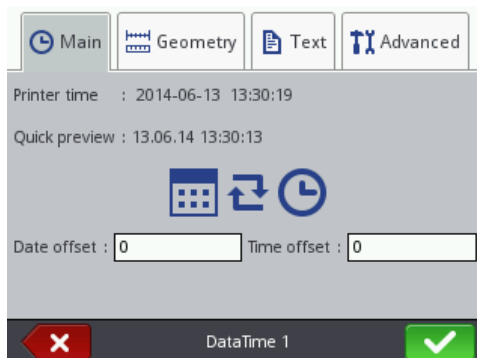 Main Geometry Text Advanced
Printer time : 2014-06-13 13:30:19
Quick preview : 13.06.14 13:30:13
Date offset : 0 Time offset : 0
DataTime 1